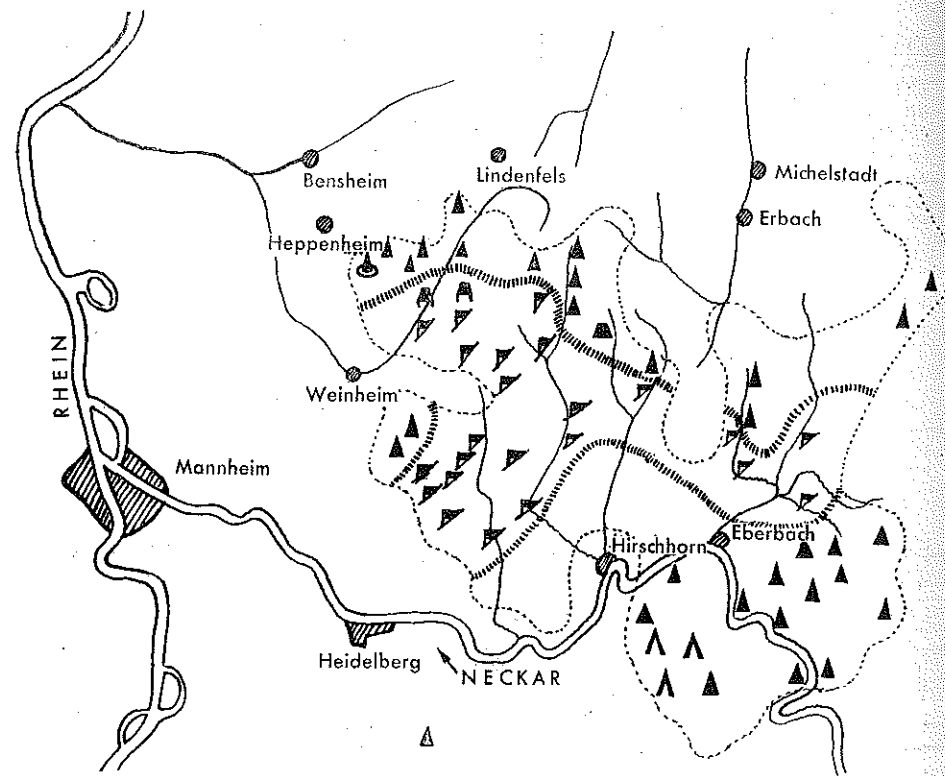 Bensheim
Lindenfels
Michelstadt
Erbach
Heppenheim
RHEIN
Weinheim
Mannheim
Hirschhorn
Eberbach
Heidelberg
NECKAR